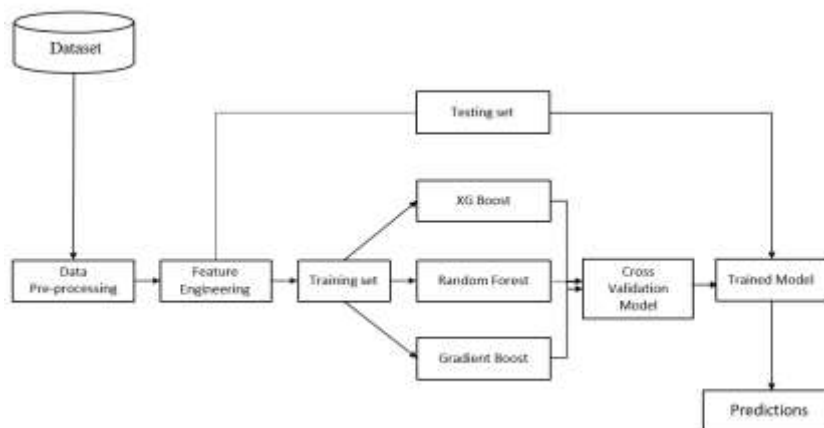 Dataset
Testing set
XG Boost
Data
Pre-processing
Feature
Engineering
Training set
Random Forest
Cross
Validation
Model
Trained Model
Gradient Boost
Predictions